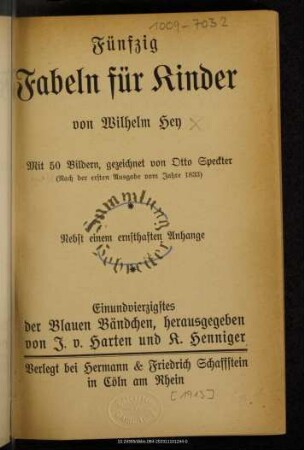 1009-7032
Fünfzig
Fabeln für Kinder
von Wilhelm Hey
Mit 50 Bildern, gezeichnet von Otto Speckter
(Nach der ersten Ausgabe vom Jahre 1833)
Sammlung
Nebst einem ernsthaften Anhange
Einundvierzigstes
der Blauen Bändchen, herausgegeben
von J. v. Harten und K. Henniger
Verlegt bei Hermann & Friedrich Schaffstein
in Cöln am Rhein
[1913]